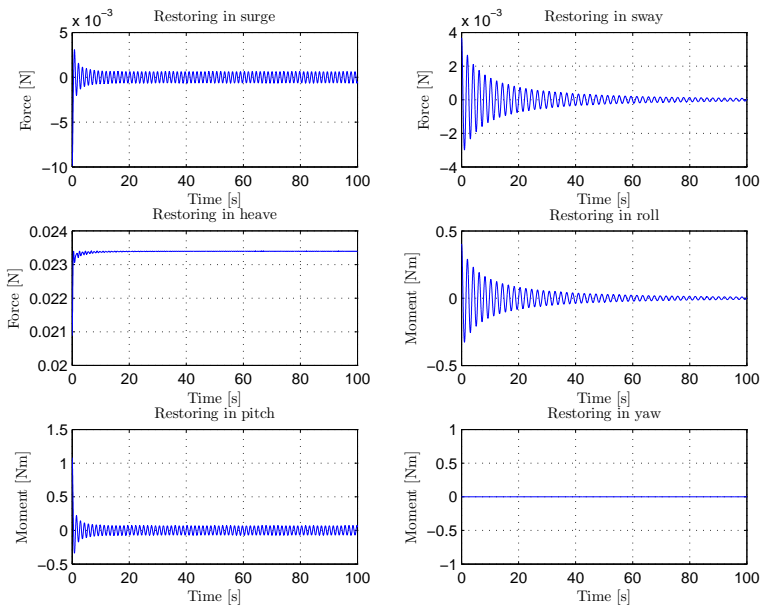 Restoring in surge
x 10⁻³
5
0
−5
−10
Force [N]
0 20 40 60 80 100
Time [s]
Restoring in sway
x 10⁻³
4
2
0
−2
−4
Force [N]
0 20 40 60 80 100
Time [s]
Restoring in heave
0.024
0.023
0.022
0.021
0.02
Force [N]
0 20 40 60 80 100
Time [s]
Restoring in roll
0.5
0
−0.5
Moment [Nm]
0 20 40 60 80 100
Time [s]
Restoring in pitch
1.5
1
0.5
0
−0.5
Moment [Nm]
0 20 40 60 80 100
Time [s]
Restoring in yaw
1
0.5
0
−0.5
−1
Moment [Nm]
0 20 40 60 80 100
Time [s]